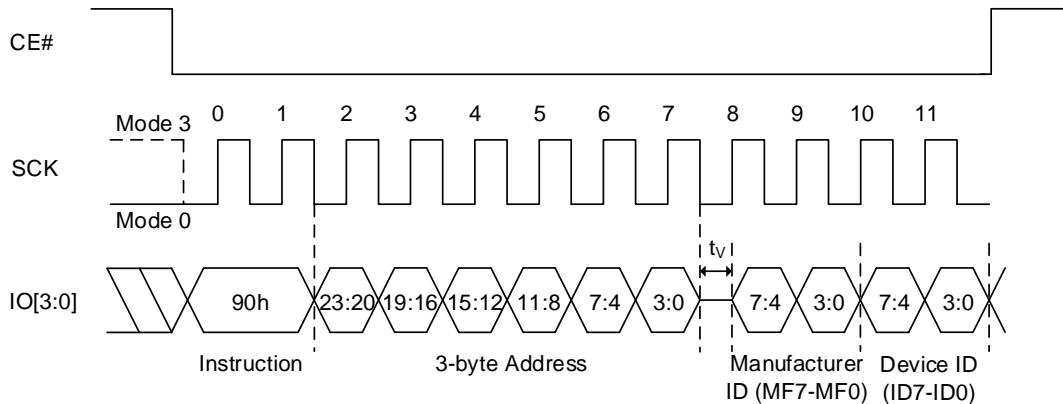 CE#
0 1 2 3 4 5 6 7 8 9 10 11
Mode 3
SCK
Mode 0
tV
IO[3:0]
90h 23:20 19:16 15:12 11:8 7:4 3:0 7:4 3:0 7:4 3:0
Instruction 3-byte Address Manufacturer Device ID
ID (MF7-MF0) (ID7-ID0)